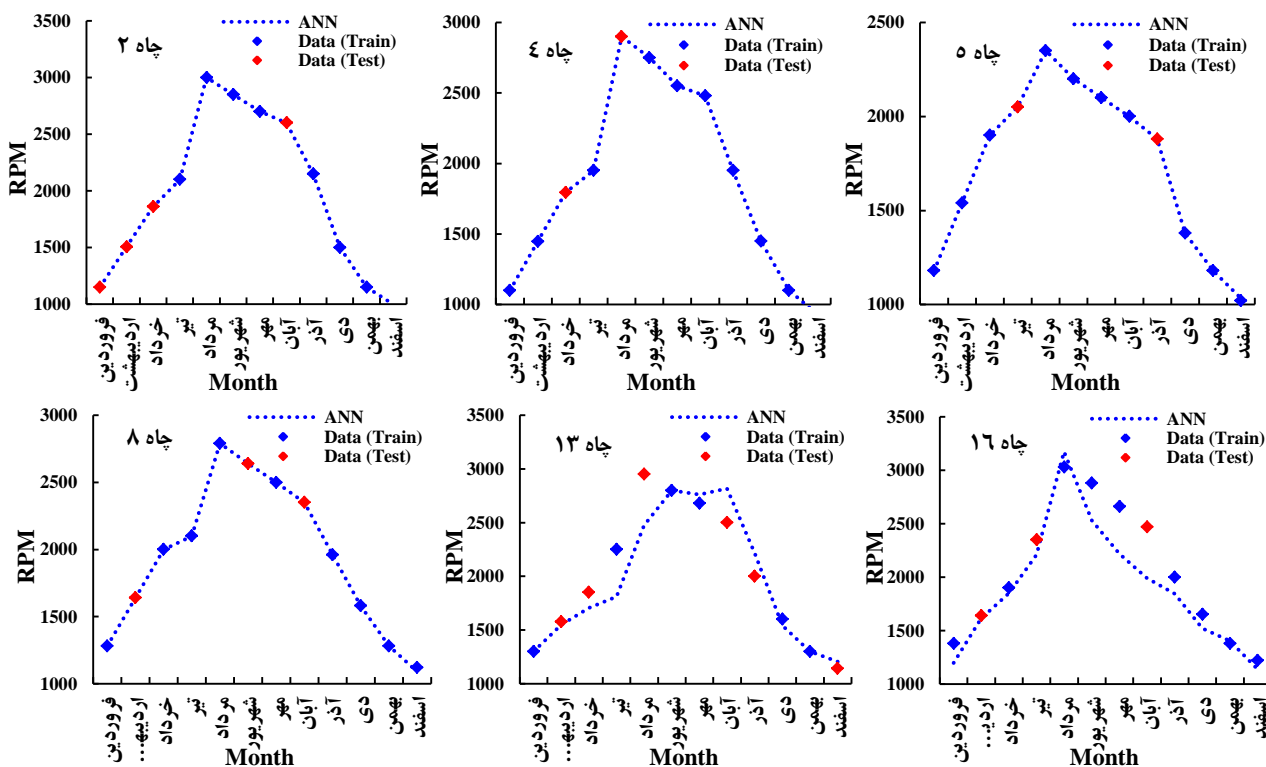 چاه ۲
ANN
Data (Train)
Data (Test)
3500
3000
2500
2000
1500
1000
RPM
فروردین
اردیبهشت
خرداد
تیر
مرداد
شهریور
مهر
آبان
آذر
دی
بهمن
اسفند
Month
چاه ٤
ANN
Data (Train)
Data (Test)
3000
2500
2000
1500
1000
RPM
فروردین
اردیبهشت
خرداد
تیر
مرداد
شهریور
مهر
آبان
آذر
دی
بهمن
اسفند
Month
چاه ٥
ANN
Data (Train)
Data (Test)
2500
2000
1500
1000
RPM
فروردین
اردیبهشت
خرداد
تیر
مرداد
شهریور
مهر
آبان
آذر
دی
بهمن
اسفند
Month
چاه ۸
ANN
Data (Train)
Data (Test)
3000
2500
2000
1500
1000
RPM
فروردین
اردیبه...
خرداد
تیر
مرداد
شهریور
مهر
آبان
آذر
دی
بهمن
اسفند
Month
چاه ۱۳
ANN
Data (Train)
Data (Test)
3500
3000
2500
2000
1500
1000
RPM
فروردین
اردیبه...
خرداد
تیر
مرداد
شهریور
مهر
آبان
آذر
دی
بهمن
اسفند
Month
چاه ۱٦
ANN
Data (Train)
Data (Test)
3500
3000
2500
2000
1500
1000
RPM
فروردین
اردی...
خرداد
تیر
مرداد
شهریور
مهر
آبان
آذر
دی
بهمن
اسفند
Month